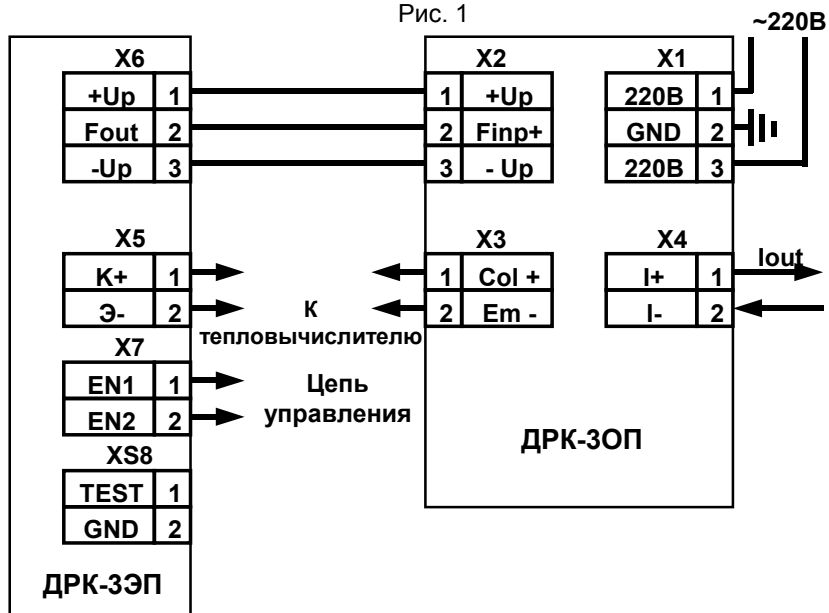 Рис. 1
~220В
X6
+Up 1
Fout 2
-Up 3
X2
1 +Up
2 Finp+
3 - Up
X1
220В 1
GND 2
220В 3
X5
К+ 1
Э- 2
К
тепловычислителю
X3
1 Col +
2 Em -
X4
I+ 1
I- 2
Iout
X7
EN1 1
EN2 2
Цепь
управления
XS8
TEST 1
GND 2
ДРК-3ОП
ДРК-3ЭП